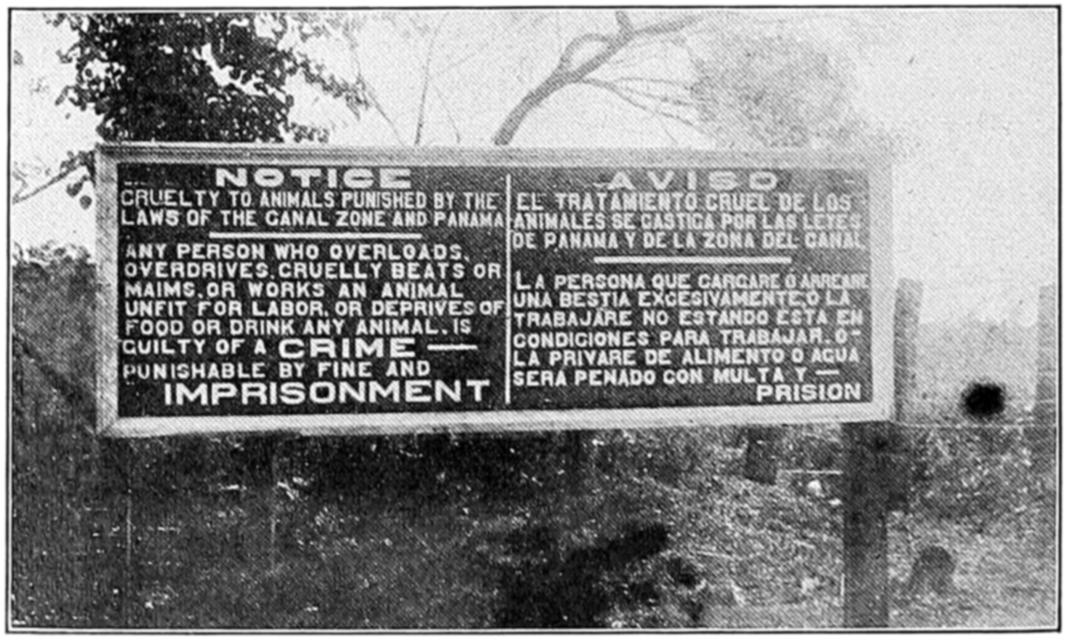 NOTICE
CRUELTY TO ANIMALS PUNISHED BY THE
LAWS OF THE CANAL ZONE AND PANAMA
ANY PERSON WHO OVERLOADS,
OVERDRIVES, CRUELLY BEATS OR
MAIMS, OR WORKS AN ANIMAL
UNFIT FOR LABOR, OR DEPRIVES OF
FOOD OR DRINK ANY ANIMAL, IS
GUILTY OF A CRIME —
PUNISHABLE BY FINE AND
IMPRISONMENT
AVISO
EL TRATAMIENTO CRUEL DE LOS
ANIMALES SE CASTIGA POR LAS LEYES
DE PANAMA Y DE LA ZONA DEL CANAL
LA PERSONA QUE CARGARE Ó ARREARE
UNA BESTIA EXCESIVAMENTE, O LA
TRABAJARE NO ESTANDO ESTA EN
CONDICIONES PARA TRABAJAR, O
LA PRIVARE DE ALIMENTO O AGUA
SERA PENADO CON MULTA Y —
PRISION